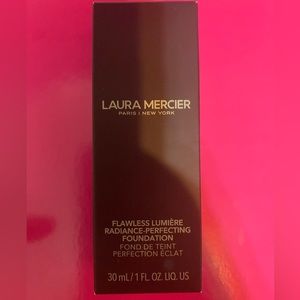 LAURA MERCIER
PARIS | NEW YORK
FLAWLESS LUMIÈRE
RADIANCE-PERFECTING
FOUNDATION
FOND DE TEINT
PERFECTION ÉCLAT
30 mL / 1 FL. OZ. LIQ. US